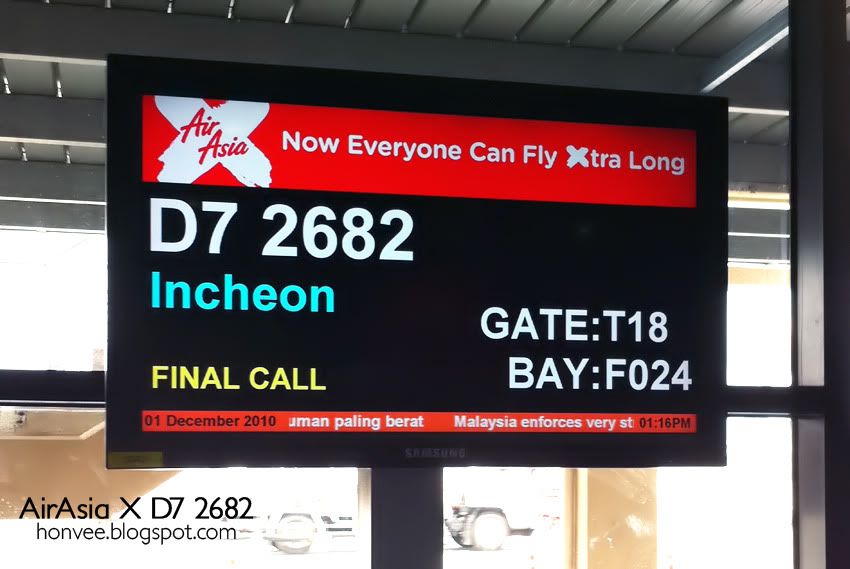 Air
Asia
Now Everyone Can Fly Xtra Long
D7 2682
Incheon
GATE:T18
BAY:F024
FINAL CALL
01 December 2010 uman paling berat Malaysia enforces very st 01:16PM
SAMSUNG
AirAsia X D7 2682
honvee.blogspot.com